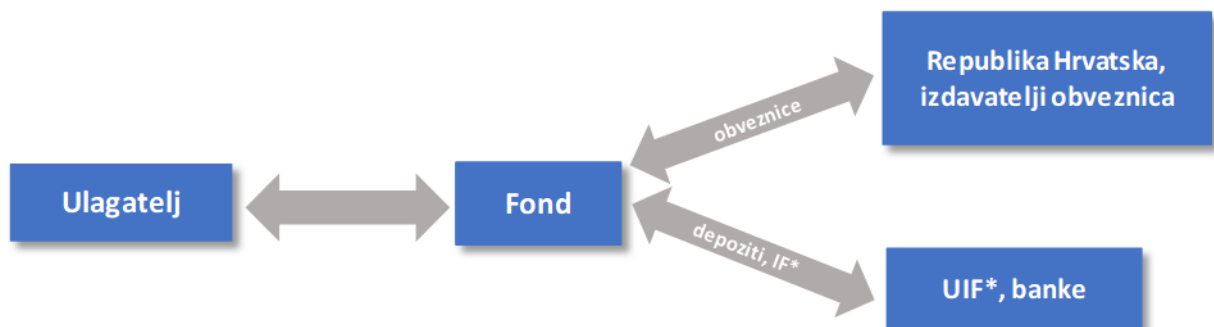 Republika Hrvatska,
izdavatelji obveznica
obveznice
Ulagatelj
Fond
depoziti, IF*
UIF*, banke